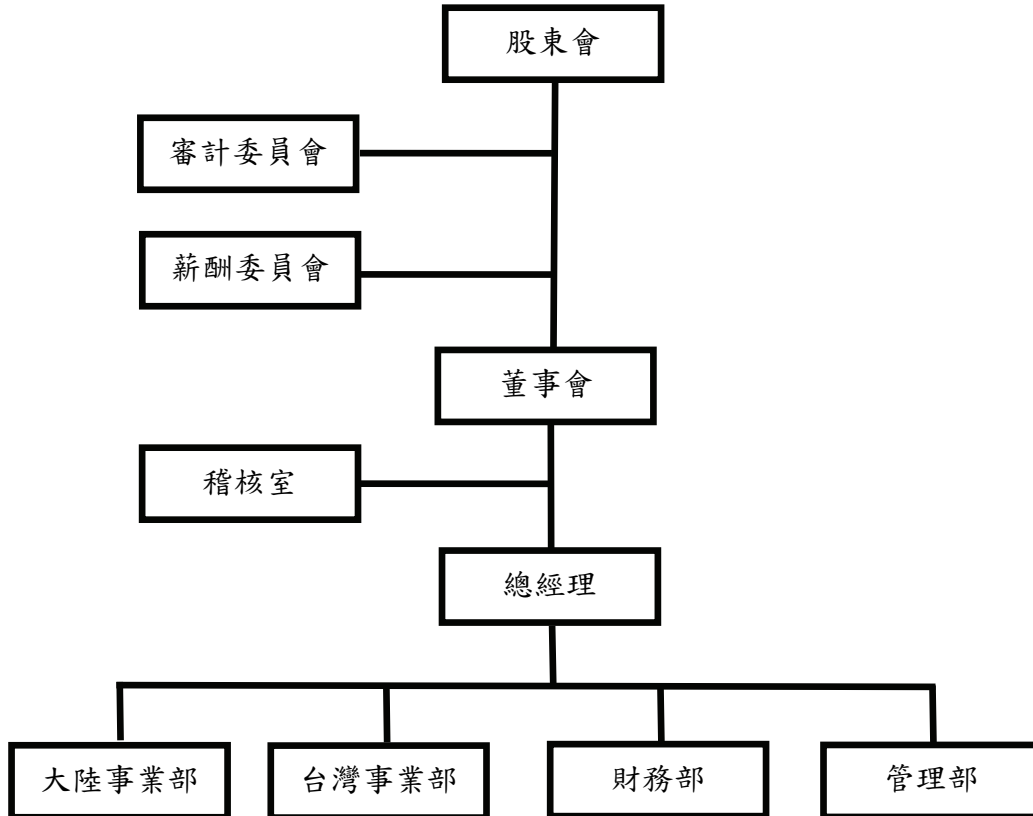 股東會
審計委員會
薪酬委員會
董事會
稽核室
總經理
大陸事業部
台灣事業部
財務部
管理部